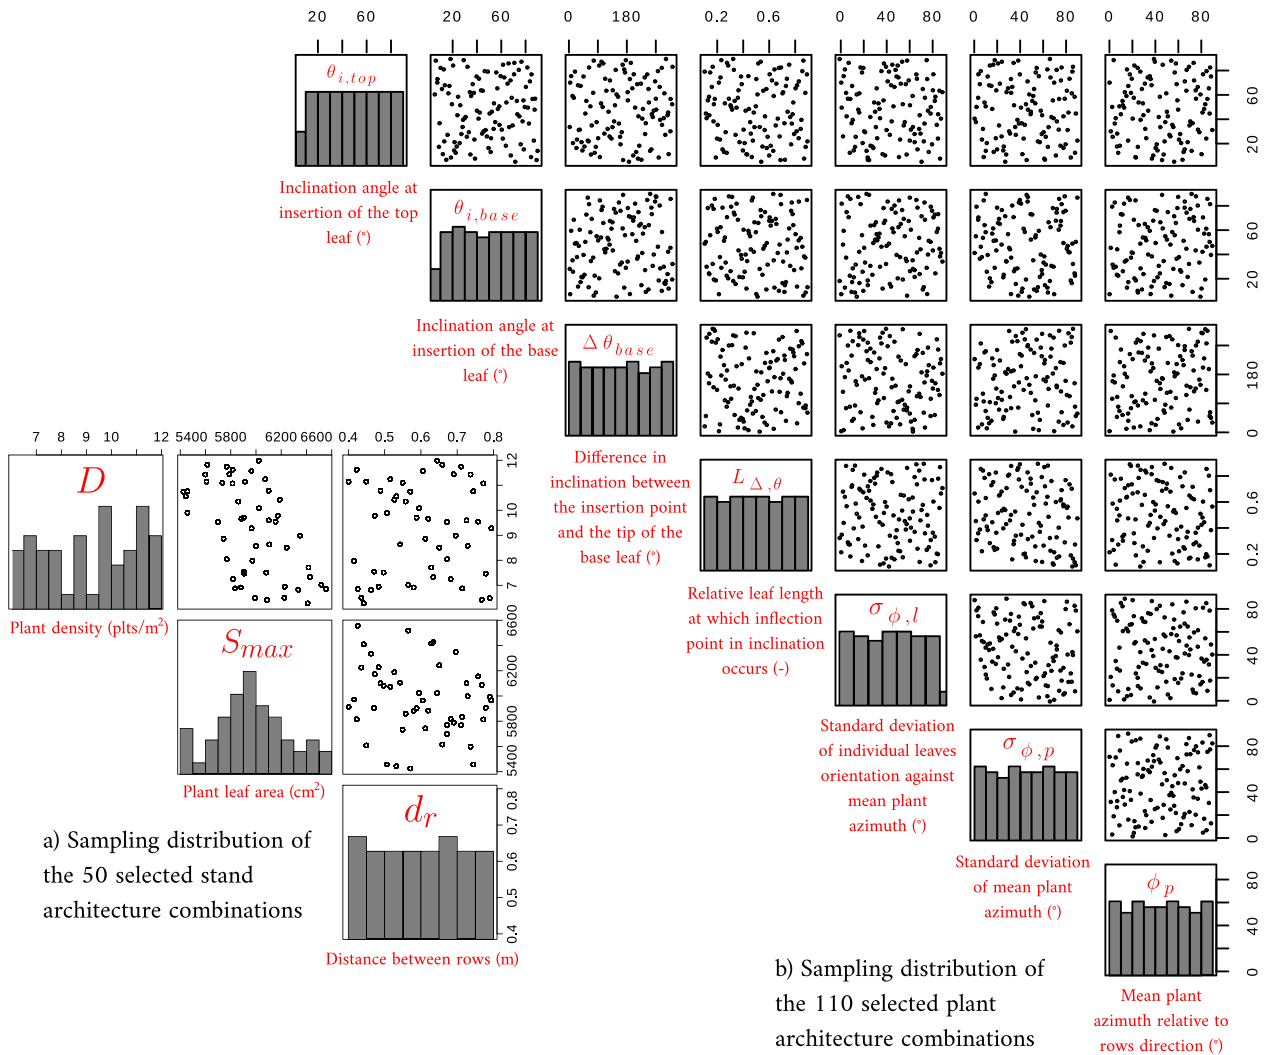 20 60 20 60 0 180 0.2 0.6 0 40 80 0 40 80 0 40 80
θi,top
20 60
Inclination angle at
insertion of the top
leaf (°)
θi,base
20 60
Inclination angle at
insertion of the base
leaf (°)
Δθbase
0 180
Difference in
inclination between
the insertion point
and the tip of the
base leaf (°)
7 8 9 10 12
5400 5800 6200 6600
0.4 0.5 0.6 0.7 0.8
D
6 7 8 9 10 12
Plant density (plts/m²)
Smax
5400 5800 6200 6600
Plant leaf area (cm²)
dr
0.4 0.5 0.6 0.7 0.8
Distance between rows (m)
LΔ,θ
0.2 0.6
Relative leaf length
at which inflection
point in inclination
occurs (-)
σϕ,l
0 40 80
Standard deviation
of individual leaves
orientation against
mean plant
azimuth (°)
σϕ,p
0 40 80
Standard deviation
of mean plant
azimuth (°)
ϕp
0 40 80
Mean plant
azimuth relative to
rows direction (°)
a) Sampling distribution of
the 50 selected stand
architecture combinations
b) Sampling distribution of
the 110 selected plant
architecture combinations